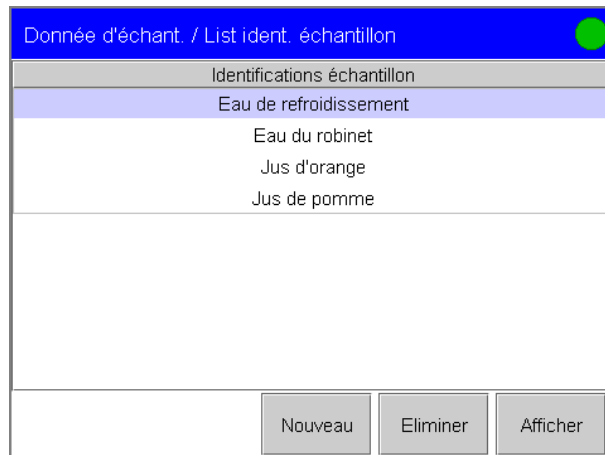 Donnée d'échant. / List ident. échantillon
Identifications échantillon
Eau de refroidissement
Eau du robinet
Jus d'orange
Jus de pomme
Nouveau Eliminer Afficher